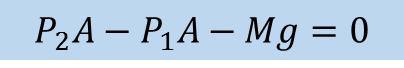 P₂A − P₁A − Mg = 0